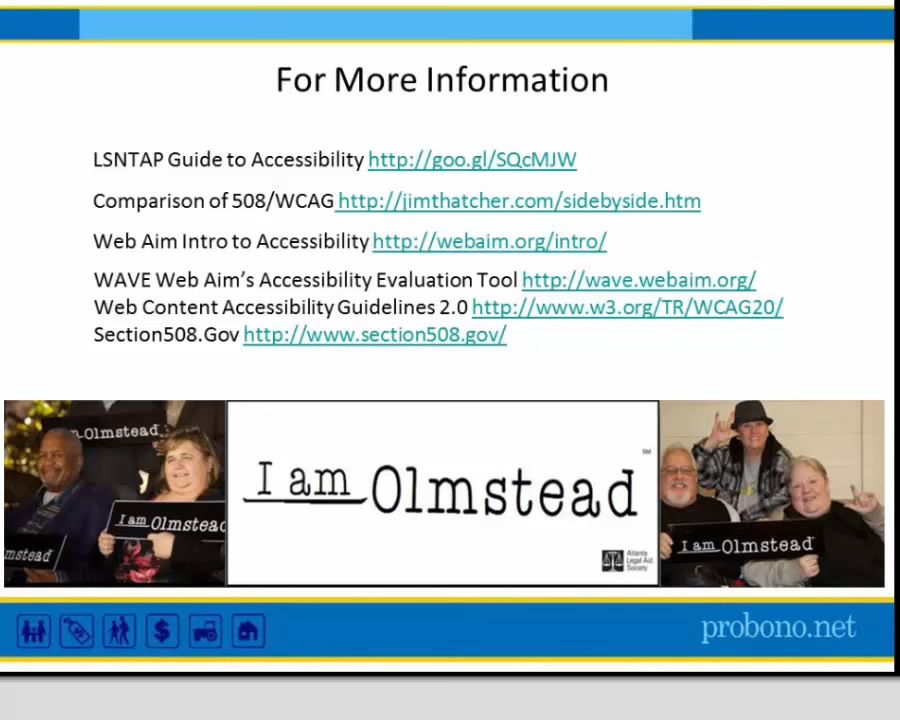 For More Information
LSNTAP Guide to Accessibility http://goo.gl/SQcMJW
Comparison of 508/WCAG http://jimthatcher.com/sidebyside.htm
Web Aim Intro to Accessibility http://webaim.org/intro/
WAVE Web Aim's Accessibility Evaluation Tool http://wave.webaim.org/
Web Content Accessibility Guidelines 2.0 http://www.w3.org/TR/WCAG20/
Section508.Gov http://www.section508.gov/
m Olmstead
I am Olmstead
mstead
I am Olmstead
SM
Atlanta
Legal Aid
Society
I am Olmstead
$
probono.net